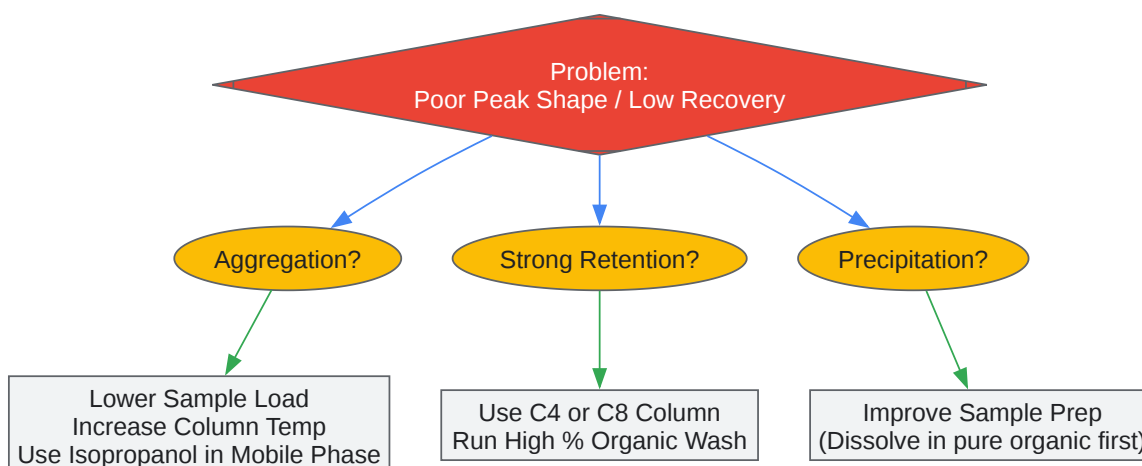 Problem:
Poor Peak Shape / Low Recovery
Aggregation?
Strong Retention?
Precipitation?
Lower Sample Load
Increase Column Temp
Use Isopropanol in Mobile Phase
Use C4 or C8 Column
Run High % Organic Wash
Improve Sample Prep
(Dissolve in pure organic first)